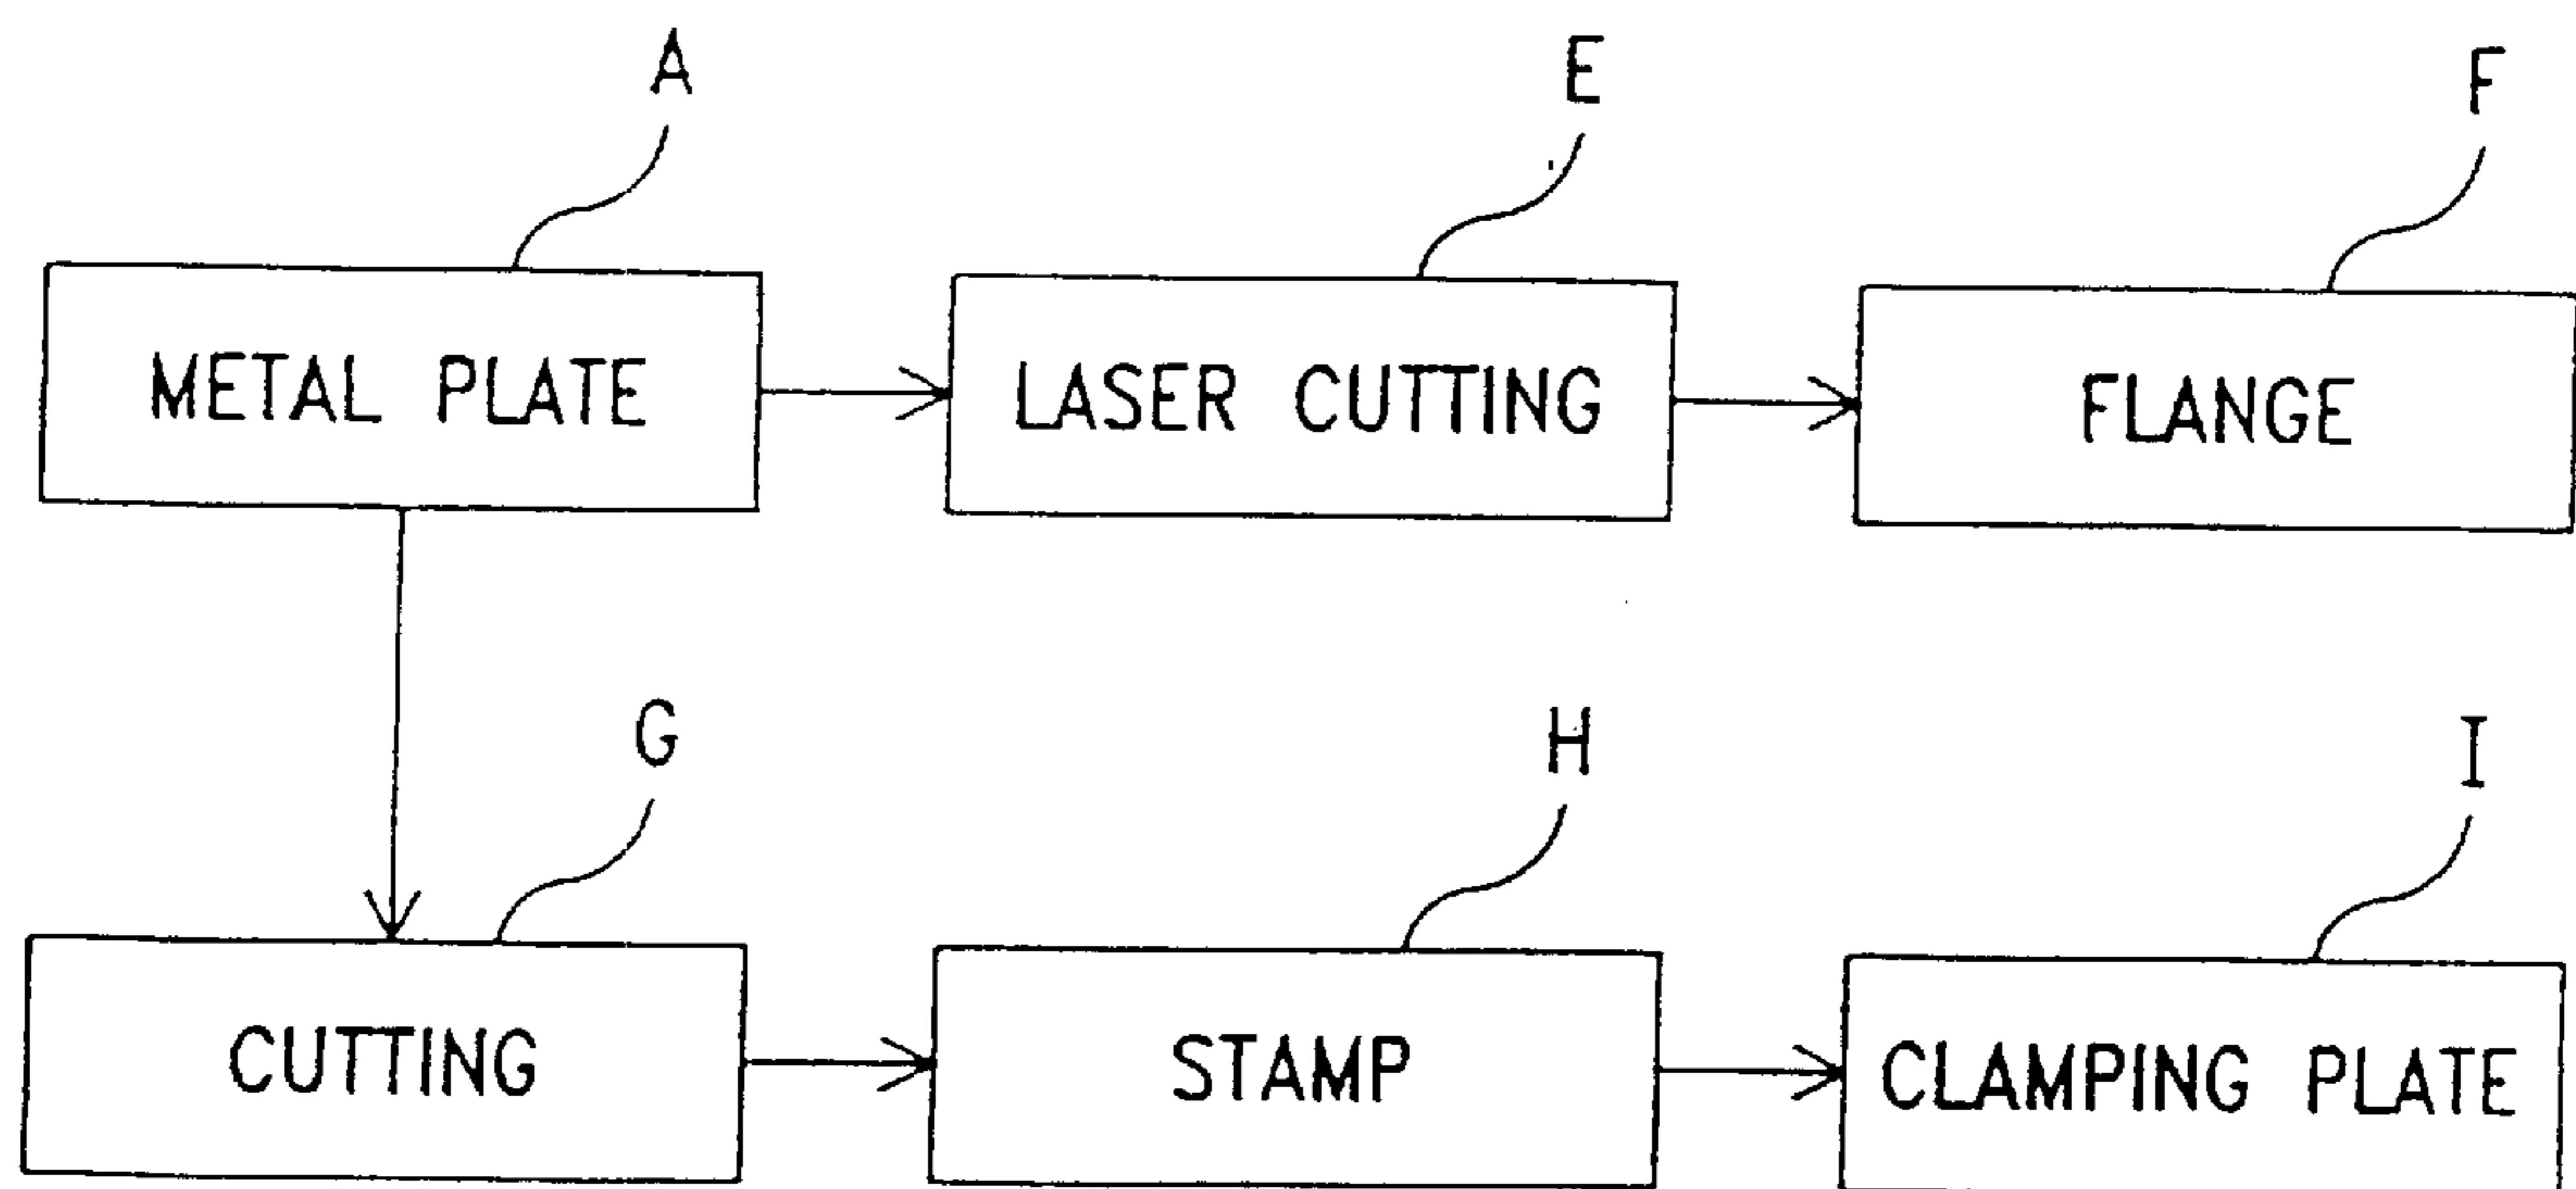 A
E
F
METAL PLATE
LASER CUTTING
FLANGE
G
H
I
CUTTING
STAMP
CLAMPING PLATE